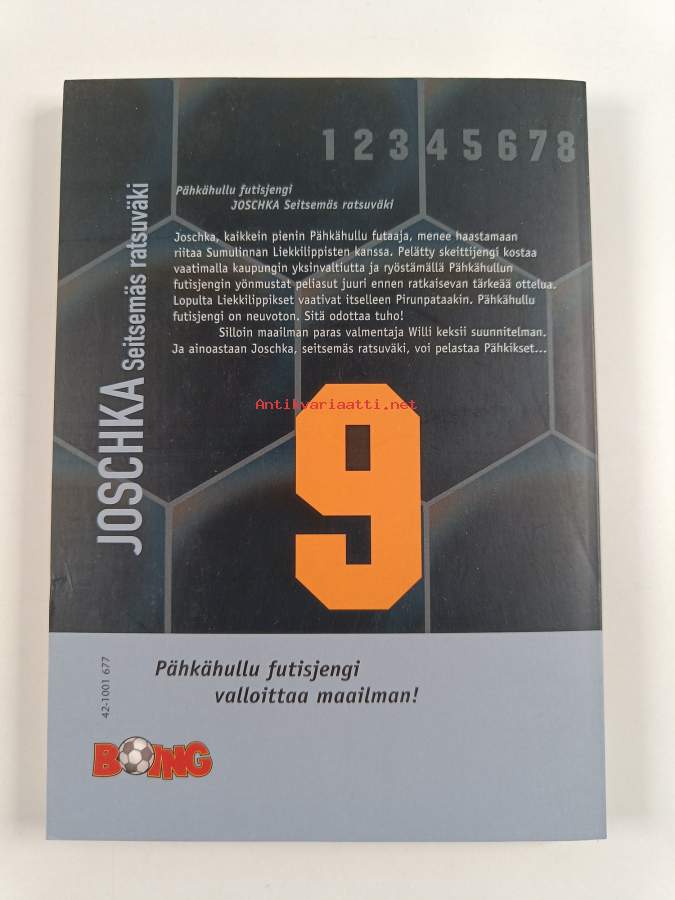 1 2 3 4 5 6 7 8
Pähkähullu futisjengi
JOSCHKA Seitsemäs ratsuväki
Joschka, kaikkein pienin Pähkähullu futaaja, menee haastamaan
riitaa Sumulinnan Liekkilippisten kanssa. Pelätty skeittijengi kostaa
vaatimalla kaupungin yksinvaltiutta ja ryöstämällä Pähkähullun
futisjengin yönmustat peliasut juuri ennen ratkaisevan tärkeää ottelua.
Lopulta Liekkilippikset vaativat itselleen Pirunpataakin. Pähkähullu
futisjengi on neuvoton. Sitä odottaa tuho!
Silloin maailman paras valmentaja Willi keksii suunnitelman.
Ja ainoastaan Joschka, seitsemäs ratsuväki, voi pelastaa Pähkikset...
JOSCHKA Seitsemäs ratsuväki
Antikvariaatti.net
9
Pähkähullu futisjengi
valloittaa maailman!
42-1001 677
BOING